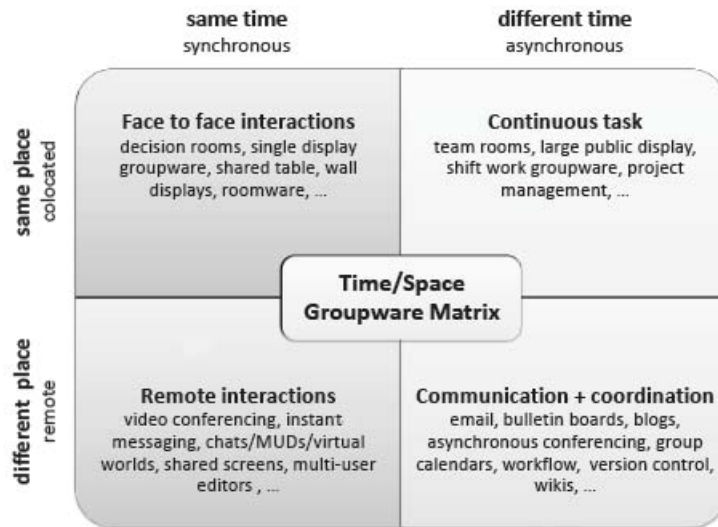 same time
synchronous
different time
asynchronous
same place
colocated
Face to face interactions
decision rooms, single display
groupware, shared table, wall
displays, roomware, ...
Continuous task
team rooms, large public display,
shift work groupware, project
management, ...
Time/Space
Groupware Matrix
different place
remote
Remote interactions
video conferencing, instant
messaging, chats/MUDs/virtual
worlds, shared screens, multi-user
editors , ...
Communication + coordination
email, bulletin boards, blogs,
asynchronous conferencing, group
calendars, workflow, version control,
wikis, ...